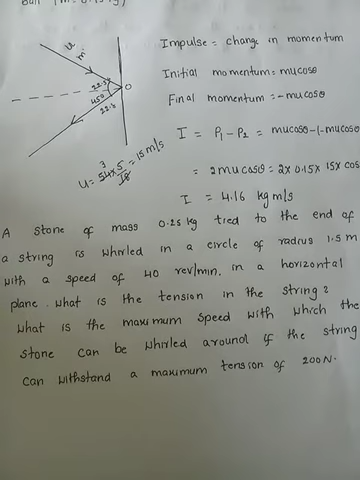 Impulse = change in momentum
u
m
Initial momentum = mucosθ
22.5°
O
45°
22.5
Final momentum = -mucosθ
I = P1 - P2 = mucosθ-(-mucosθ
u = 54 x 5/18 = 15 m/s
3
= 2mucosθ = 2x 0.15x 15x cos
I = 4.16 kg m/s
A stone of mass 0.25 kg tied to the end of
a string is whirled in a circle of radius 1.5 m
with a speed of 40 rev/min. in a horizontal
plane. what is the tension in the string?
what is the maximum speed with which the
stone can be whirled around if the string
can withstand a maximum tension of 200N.